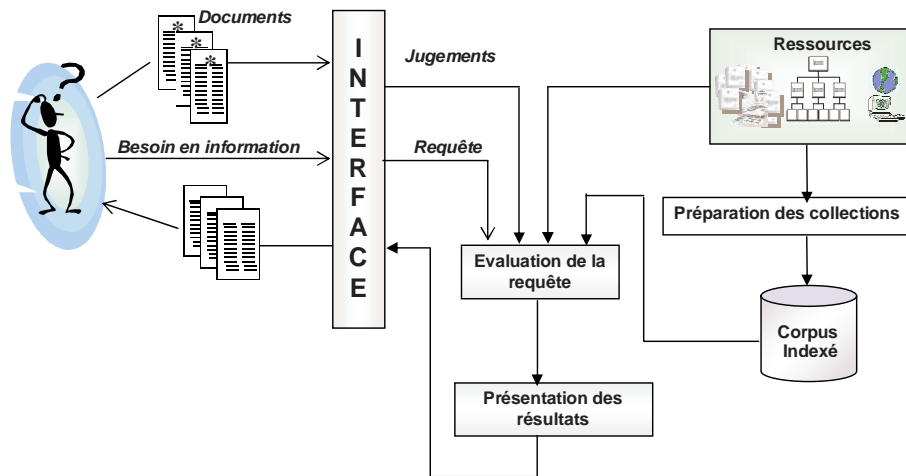 Documents
INTERFACE
Jugements
Ressources
Besoin en information
Requête
Préparation des collections
Evaluation de la
requête
Corpus
Indexé
Présentation des
résultats